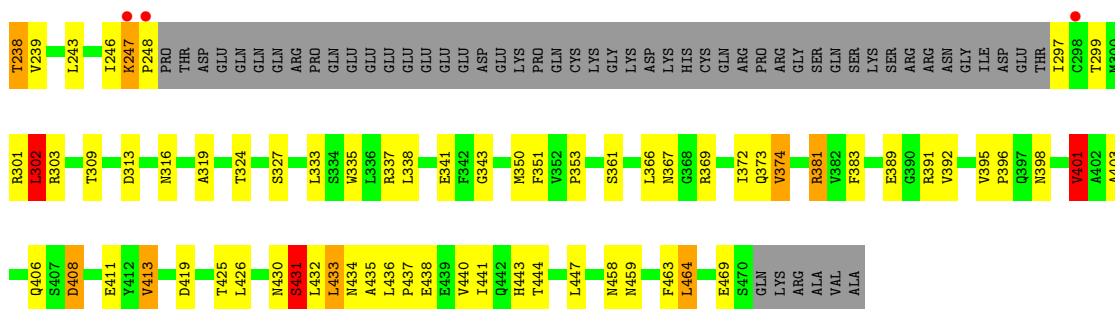 T238 V239 L243 I246 K247 P248 PRO THR ASP GLU GLU GLN GLN GLN ARG PRO GLN GLU GLU GLU GLU GLU GLU GLU ASP GLU LYS PRO GLN CYS LYS GLY LYS ASP LYS HIS CYS GLN ARG PRO ARG GLY SER GLN SER LYS SER ARG ARG ASN GLY ILE ASP GLU THR I297 C298 T299 M300
R301 L302 R303 T309 D313 N316 A319 T324 S327 L333 S334 W335 L336 R337 L338 E341 F342 G343 M350 F351 V352 P353 S361 L366 N367 G368 R369 I372 Q373 V374 R381 V382 F383 E389 G390 R391 V392 V395 P396 Q397 N398 V401 A402 A403
Q406 S407 D408 E411 Y412 V413 D419 T425 L426 N430 S431 L432 L433 N434 A435 L436 P437 E438 E439 V440 I441 Q442 H443 T444 L447 N458 N459 F463 L464 E469 S470 GLN LYS ARG ALA VAL ALA